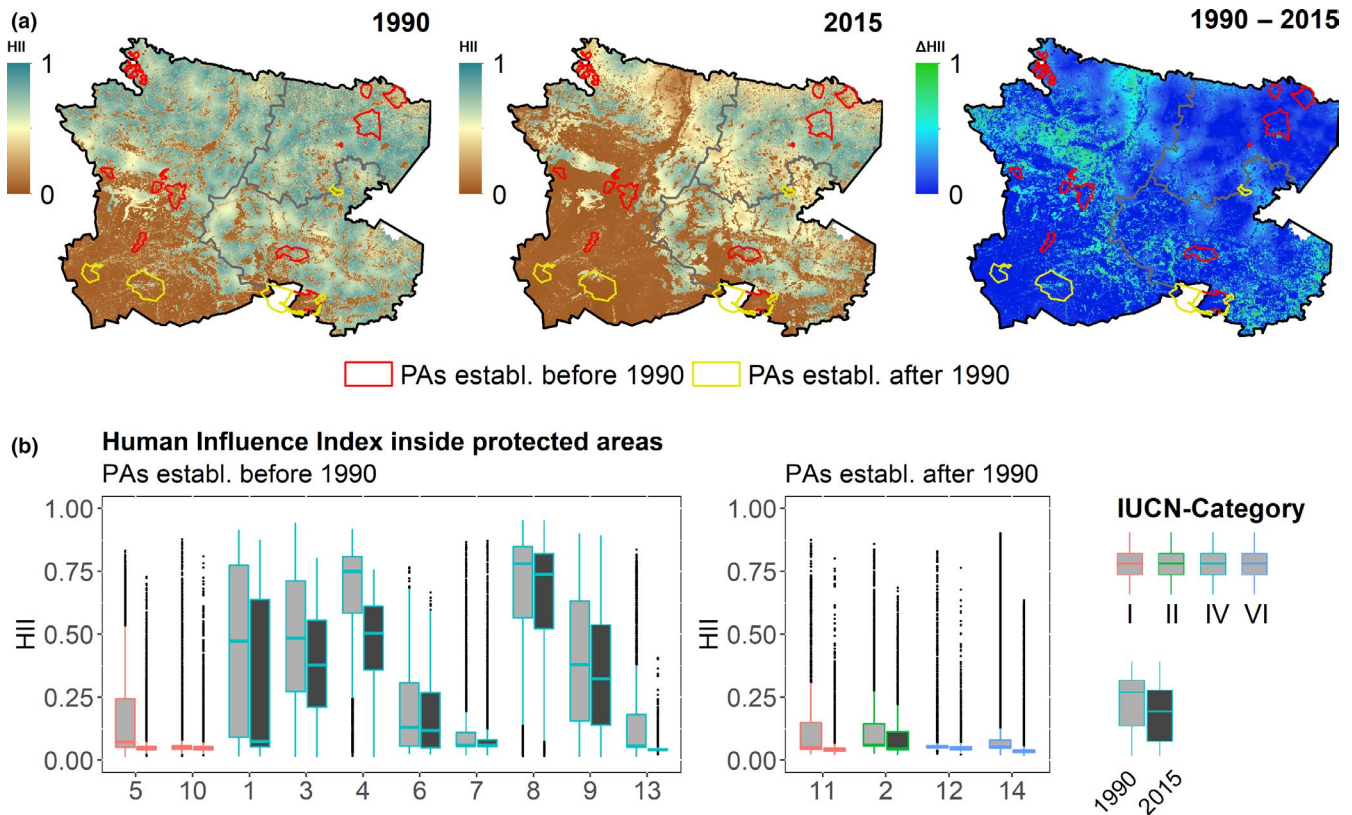 (a)
1990
2015
1990 – 2015
HII
1
0
HII
1
0
ΔHII
1
0
PAs establ. before 1990
PAs establ. after 1990
(b)
Human Influence Index inside protected areas
PAs establ. before 1990
PAs establ. after 1990
HII
1.00
0.75
0.50
0.25
0.00
5 10 1 3 4 6 7 8 9 13
HII
1.00
0.75
0.50
0.25
0.00
11 2 12 14
IUCN-Category
I II IV VI
1990
2015